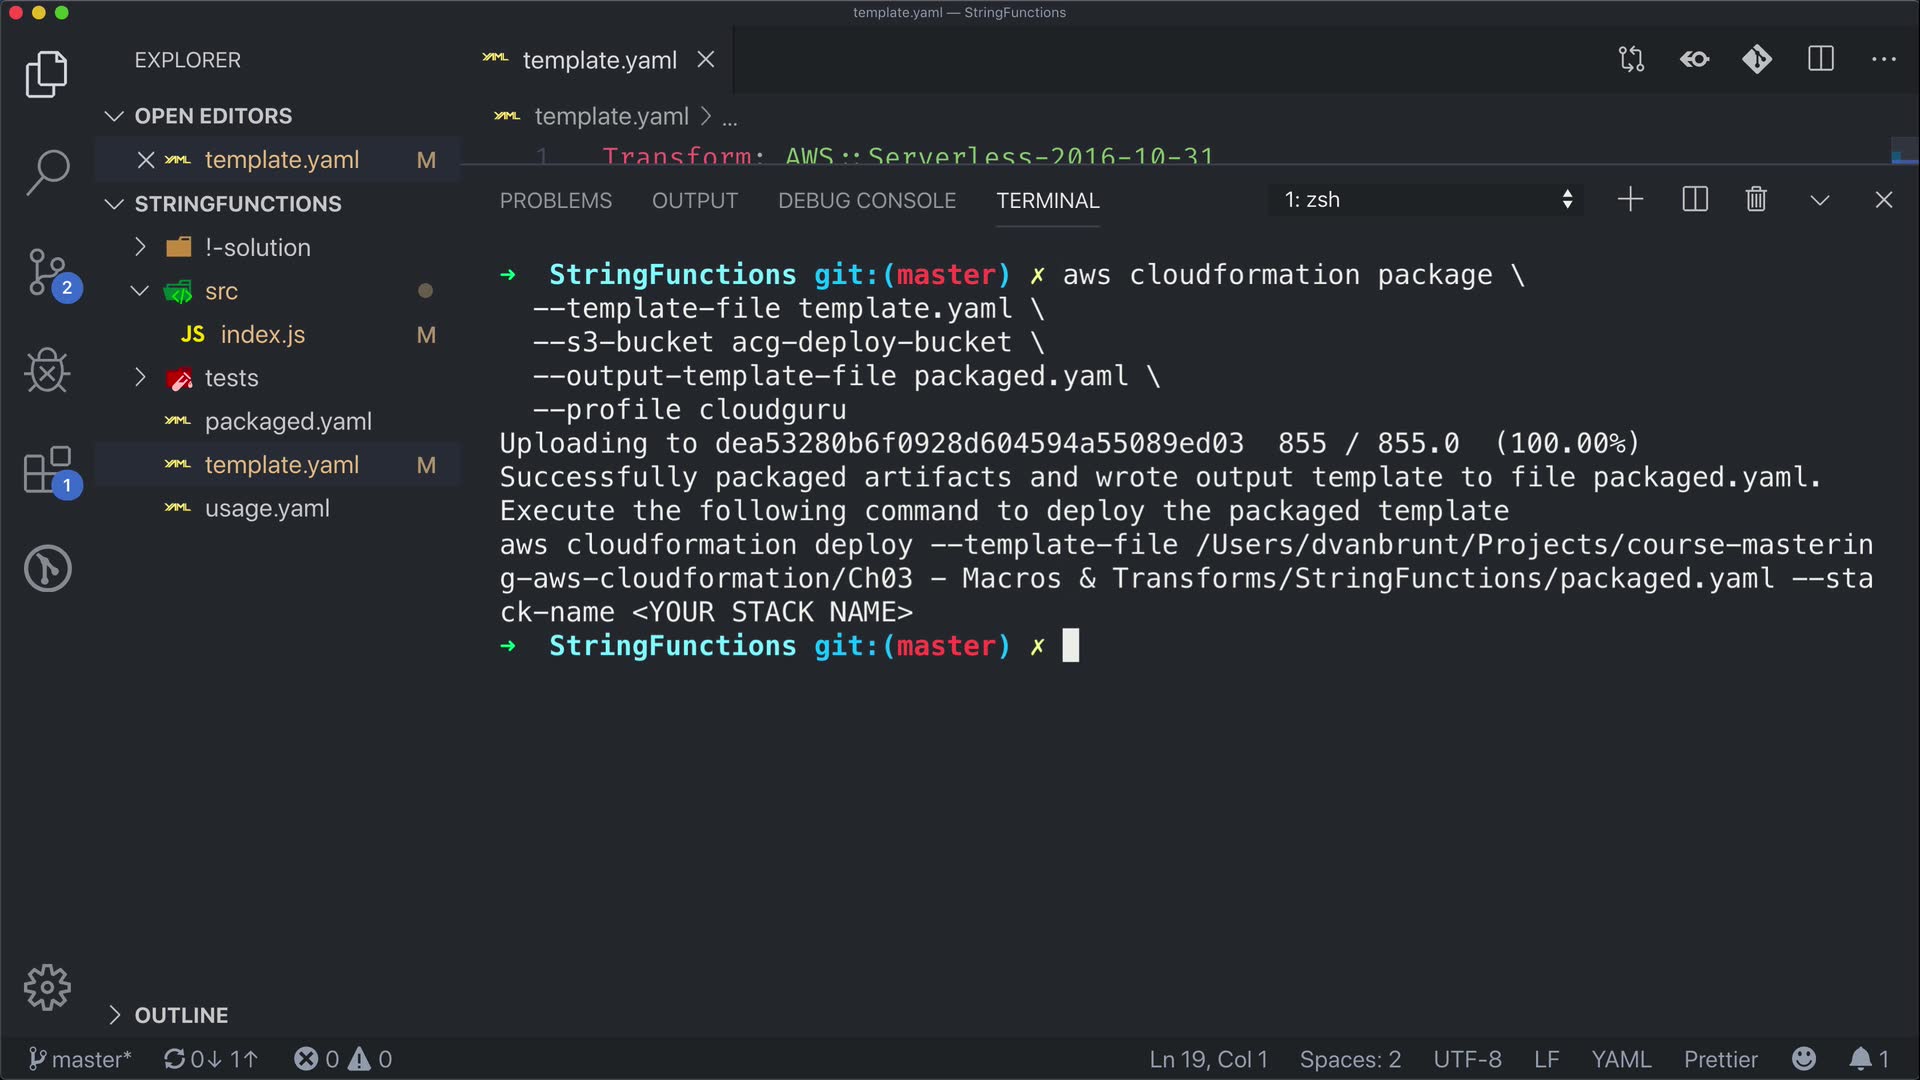 template.yaml — StringFunctions
EXPLORER
OPEN EDITORS
template.yaml M
STRINGFUNCTIONS
!-solution
src
JS index.js M
tests
packaged.yaml
template.yaml M
usage.yaml
OUTLINE
2
1
template.yaml
template.yaml > ...
1 Transform: AWS::Serverless-2016-10-31
PROBLEMS OUTPUT DEBUG CONSOLE TERMINAL 1: zsh
➜ StringFunctions git:(master) ✗ aws cloudformation package \
--template-file template.yaml \
--s3-bucket acg-deploy-bucket \
--output-template-file packaged.yaml \
--profile cloudguru
Uploading to dea53280b6f0928d604594a55089ed03 855 / 855.0 (100.00%)
Successfully packaged artifacts and wrote output template to file packaged.yaml.
Execute the following command to deploy the packaged template
aws cloudformation deploy --template-file /Users/dvanbrunt/Projects/course-masterin
g-aws-cloudformation/Ch03 - Macros & Transforms/StringFunctions/packaged.yaml --sta
ck-name <YOUR STACK NAME>
➜ StringFunctions git:(master) ✗
master* 0↓ 1↑ 0 0 Ln 19, Col 1 Spaces: 2 UTF-8 LF YAML Prettier 1